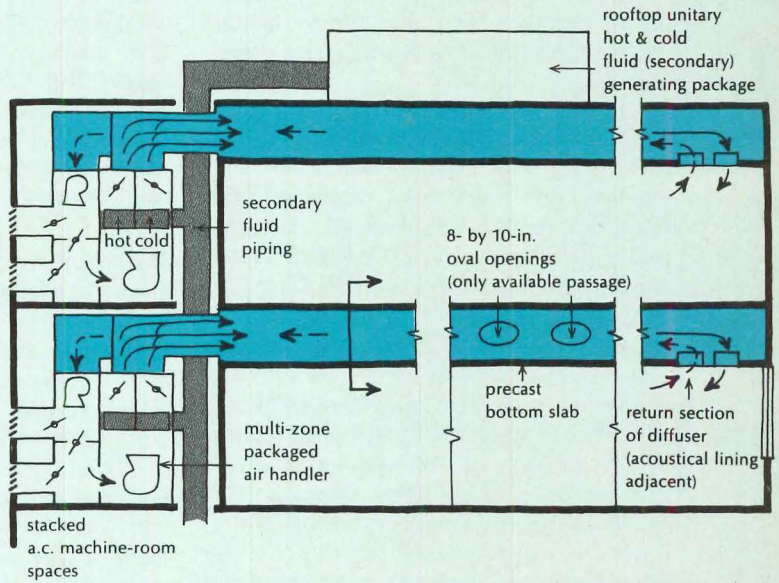 rooftop unitary
hot & cold
fluid (secondary)
generating package
hot cold
secondary
fluid
piping
8- by 10-in.
oval openings
(only available passage)
multi-zone
packaged
air handler
precast
bottom slab
return section
of diffuser
(acoustical lining
adjacent)
stacked
a.c. machine-room
spaces